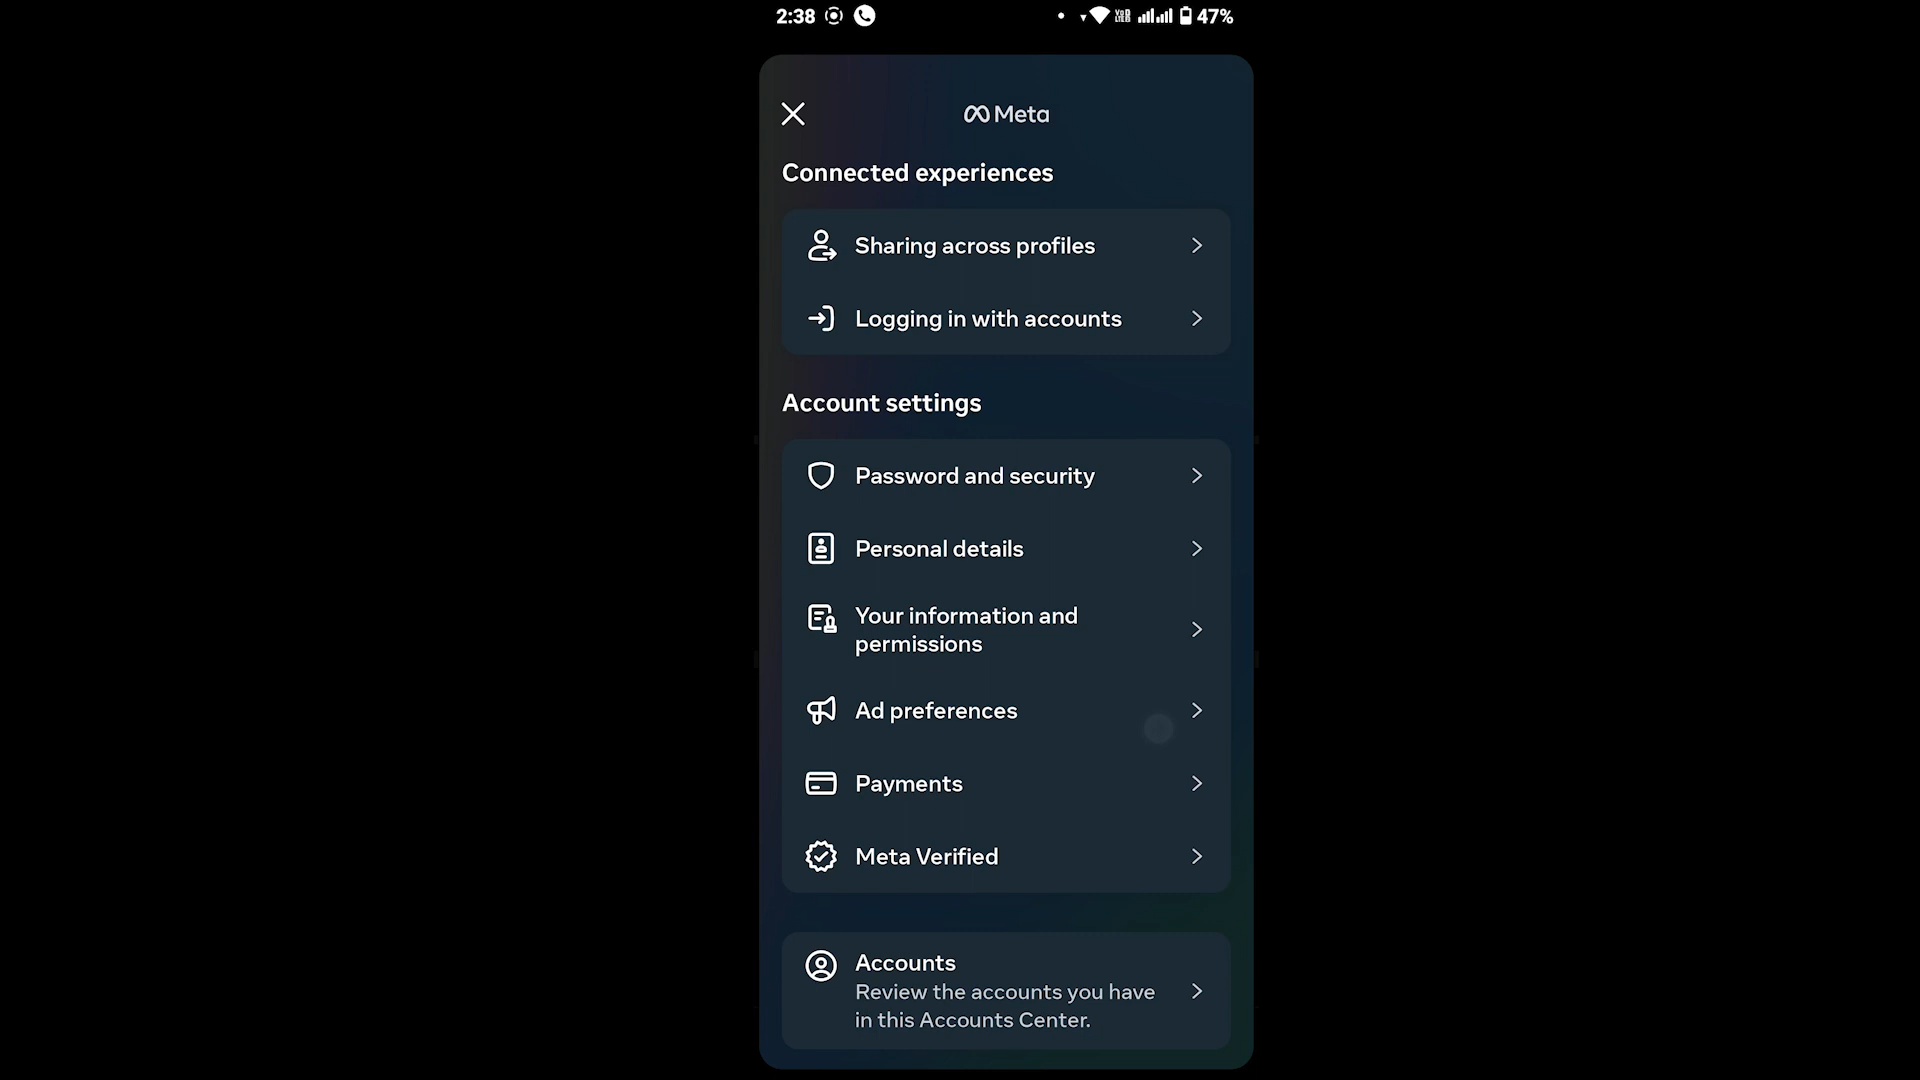 2:38 47%
Meta
Connected experiences
Sharing across profiles
Logging in with accounts
Account settings
Password and security
Personal details
Your information and
permissions
Ad preferences
Payments
Meta Verified
Accounts
Review the accounts you have
in this Accounts Center.